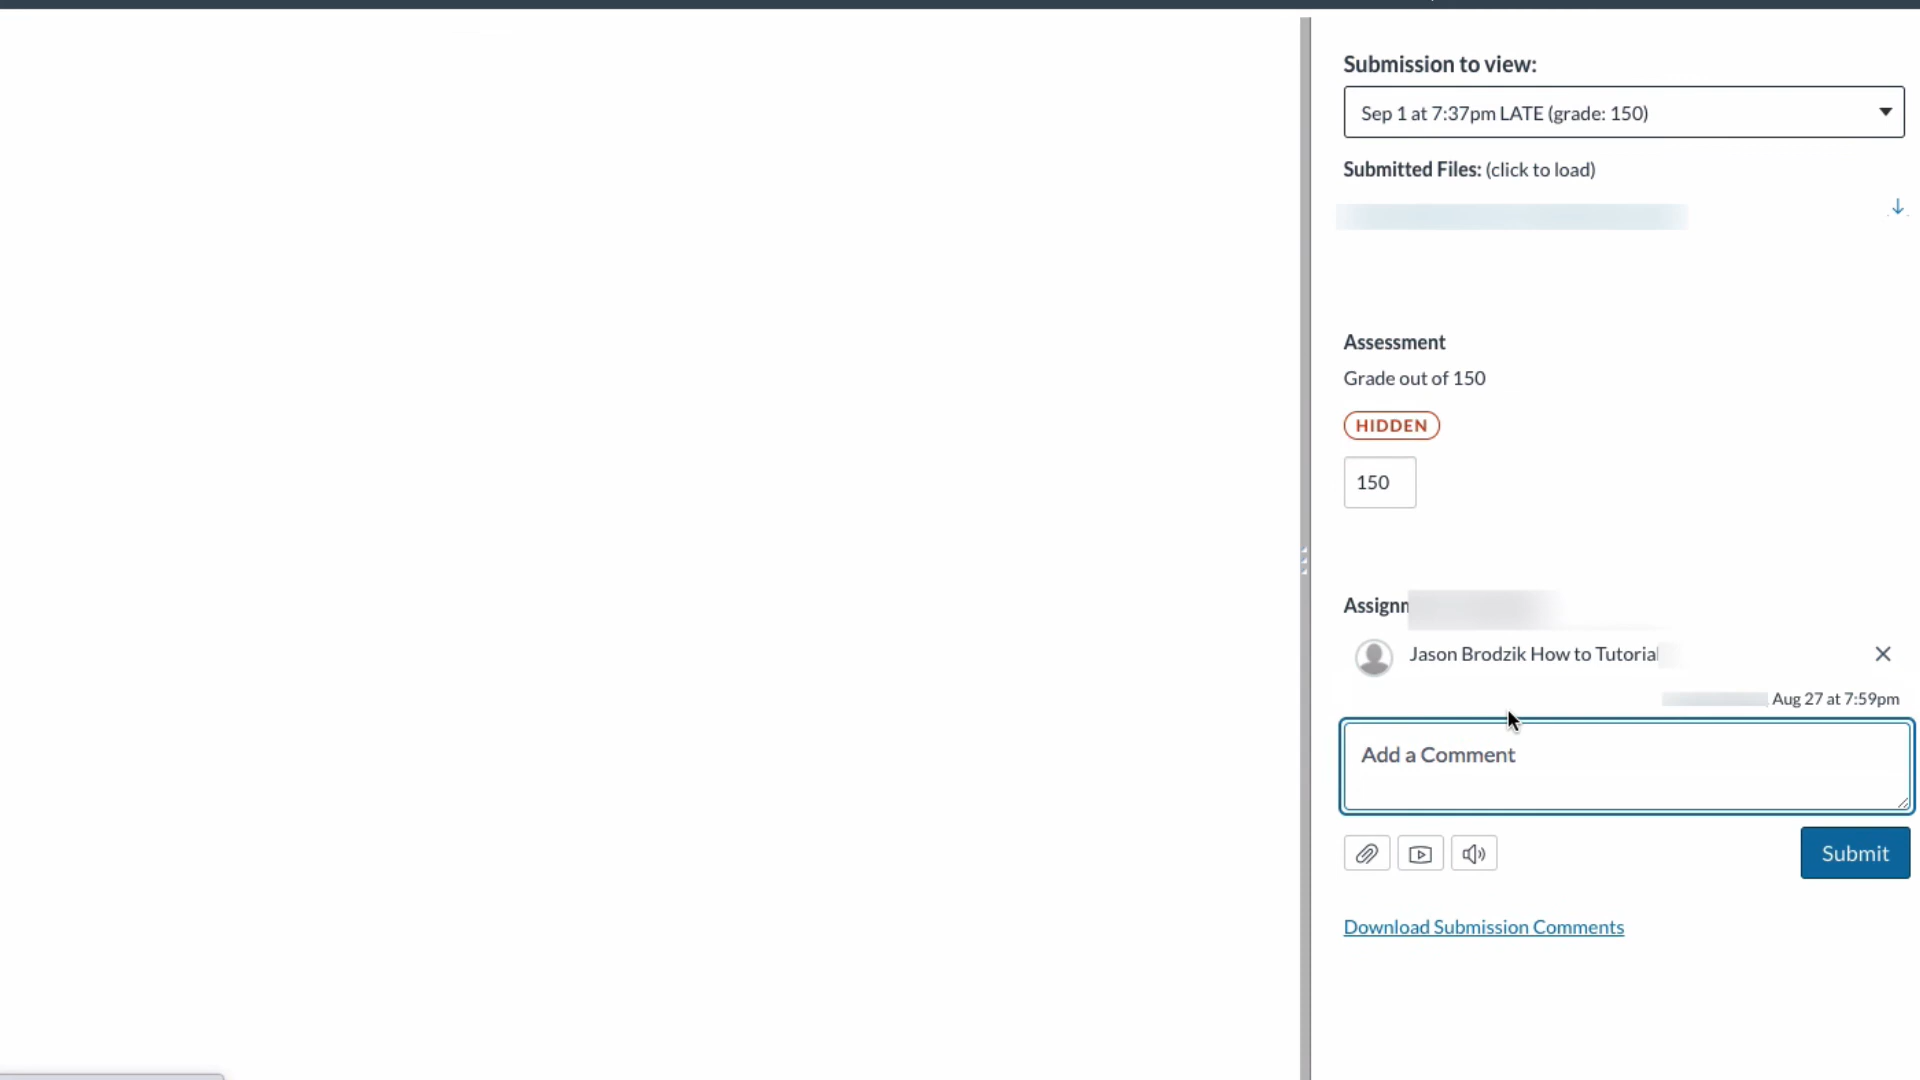 Submission to view:
Sep 1 at 7:37pm LATE (grade: 150)
Submitted Files: (click to load)
Assessment
Grade out of 150
HIDDEN
150
Jason Brodzik How to Tutorial
Aug 27 at 7:59pm
Add a Comment
Submit
Download Submission Comments